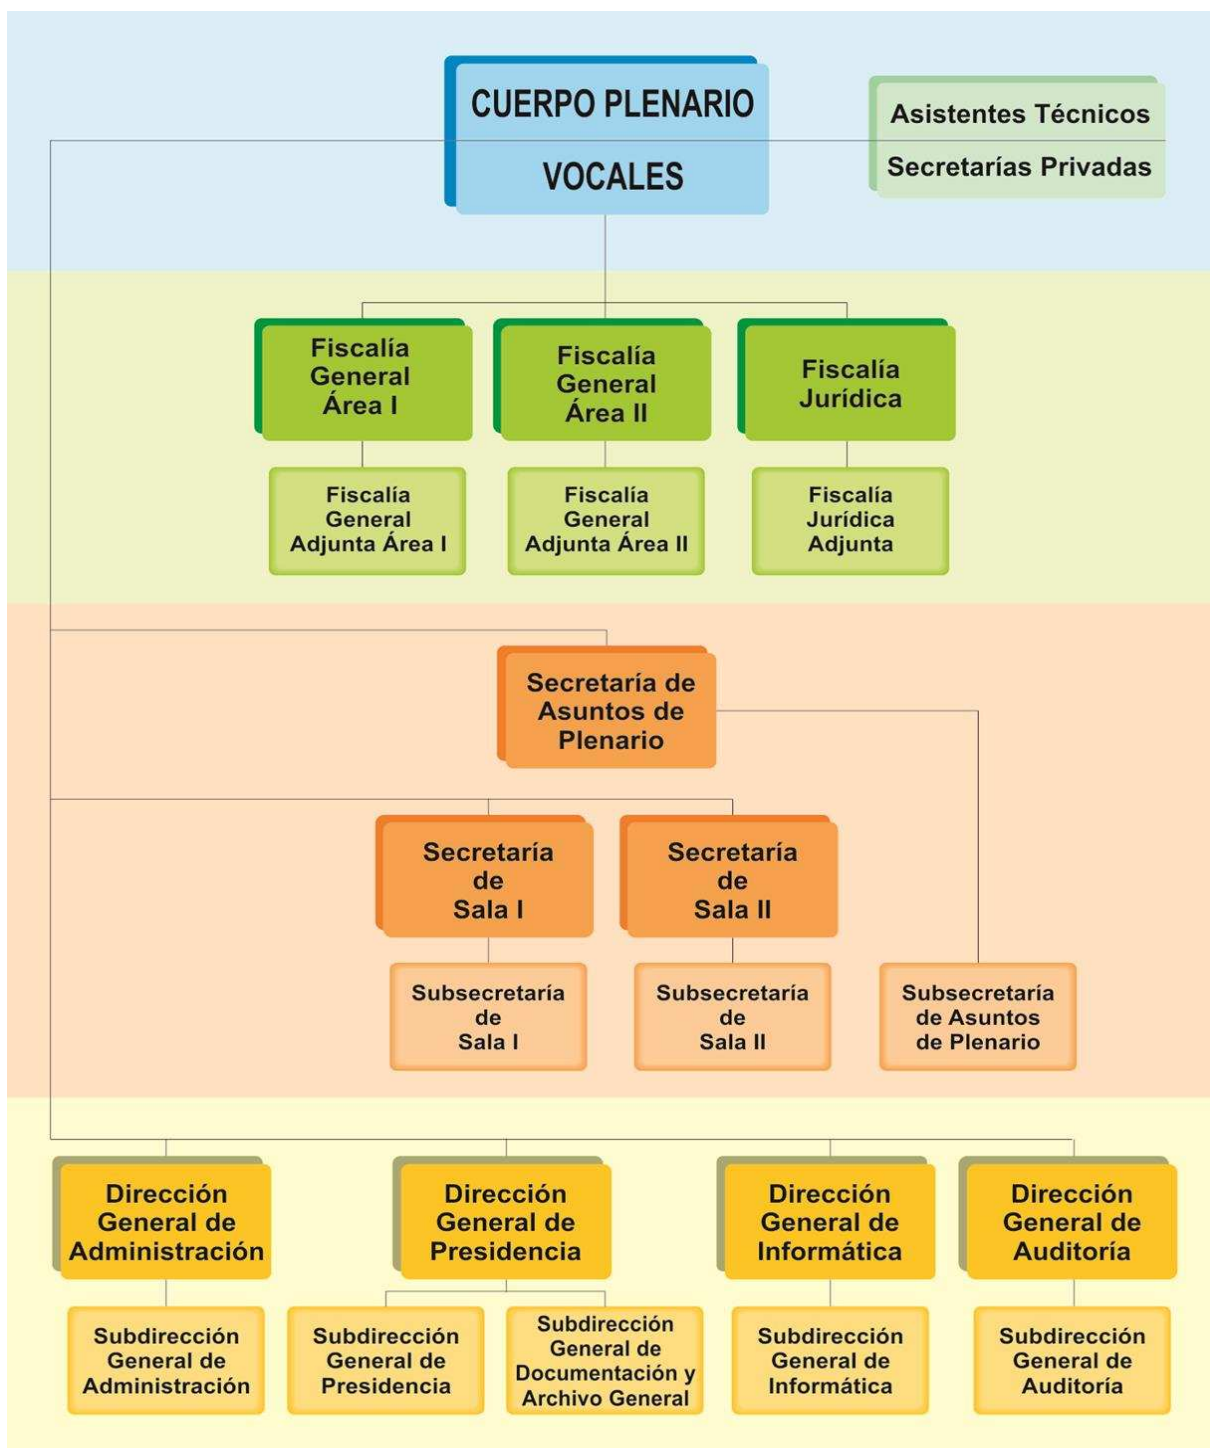 CUERPO PLENARIO
VOCALES
Asistentes Técnicos
Secretarías Privadas
Fiscalía
General
Área I
Fiscalía
General
Área II
Fiscalía
Jurídica
Fiscalía
General
Adjunta Área I
Fiscalía
General
Adjunta Área II
Fiscalía
Jurídica
Adjunta
Secretaría de
Asuntos de
Plenario
Secretaría
de
Sala I
Secretaría
de
Sala II
Subsecretaría
de
Sala I
Subsecretaría
de
Sala II
Subsecretaría
de Asuntos
de Plenario
Dirección
General de
Administración
Dirección
General de
Presidencia
Dirección
General de
Informática
Dirección
General de
Auditoría
Subdirección
General de
Administración
Subdirección
General de
Presidencia
Subdirección
General de
Documentación y
Archivo General
Subdirección
General de
Informática
Subdirección
General de
Auditoría